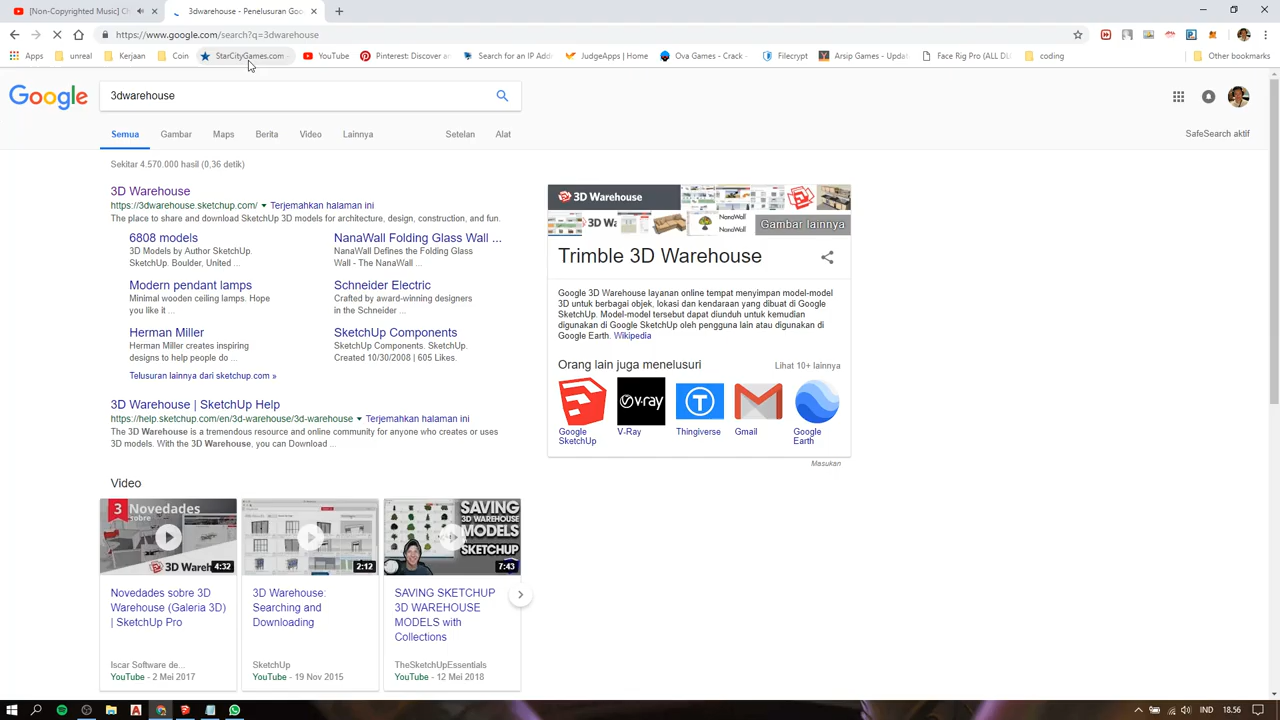 [Non-Copyrighted Music] Ch
3dwarehouse - Penelusuran Goo
https://www.google.com/search?q=3dwarehouse
Apps
unreal
Kerjaan
Coin
StarCityGames.com
YouTube
Pinterest: Discover an
Search for an IP Addr
JudgeApps | Home
Ova Games - Crack
Filecrypt
Arsip Games - Updat
Face Rig Pro (ALL DL
coding
Other bookmarks
Google
3dwarehouse
Semua
Gambar
Maps
Berita
Video
Lainnya
Setelan
Alat
SafeSearch aktif
Sekitar 4.570.000 hasil (0,36 detik)
3D Warehouse
https://3dwarehouse.sketchup.com/ Terjemahkan halaman ini
The place to share and download SketchUp 3D models for architecture, design, construction, and fun.
6808 models
3D Models by Author SketchUp.
SketchUp. Boulder, United ...
NanaWall Folding Glass Wall ...
NanaWall Defines the Folding Glass
Wall - The NanaWall ...
Modern pendant lamps
Minimal wooden ceiling lamps. Hope
you like it ...
Schneider Electric
Crafted by award-winning designers
in the Schneider ...
Herman Miller
Herman Miller creates inspiring
designs to help people do ...
SketchUp Components
SketchUp Components. SketchUp.
Created 10/30/2008 | 605 Likes.
Telusuran lainnya dari sketchup.com »
3D Warehouse | SketchUp Help
https://help.sketchup.com/en/3d-warehouse/3d-warehouse Terjemahkan halaman ini
The 3D Warehouse is a tremendous resource and online community for anyone who creates or uses
3D models. With the 3D Warehouse, you can Download ...
Video
3 Novedades
sobre
3D Wareh
4:32
2:12
SAVING
3D WAREHOUSE
MODELS IN
SKETCHUP
7:43
Novedades sobre 3D
Warehouse (Galeria 3D)
| SketchUp Pro
Iscar Software de...
YouTube - 2 Mei 2017
3D Warehouse:
Searching and
Downloading
SketchUp
YouTube - 19 Nov 2015
SAVING SKETCHUP
3D WAREHOUSE
MODELS with
Collections
TheSketchUpEssentials
YouTube - 12 Mei 2018
3D Warehouse
3D Wa
NanaWall
NanaWall
Gambar lainnya
Trimble 3D Warehouse
Google 3D Warehouse layanan online tempat menyimpan model-model
3D untuk berbagai objek, lokasi dan kendaraan yang dibuat di Google
SketchUp. Model-model tersebut dapat diunduh untuk kemudian
digunakan di Google SketchUp oleh pengguna lain atau digunakan di
Google Earth. Wikipedia
Orang lain juga menelusuri
Lihat 10+ lainnya
v-ray
Google
SketchUp
V-Ray
Thingiverse
Gmail
Google
Earth
Masukan
IND
18.56